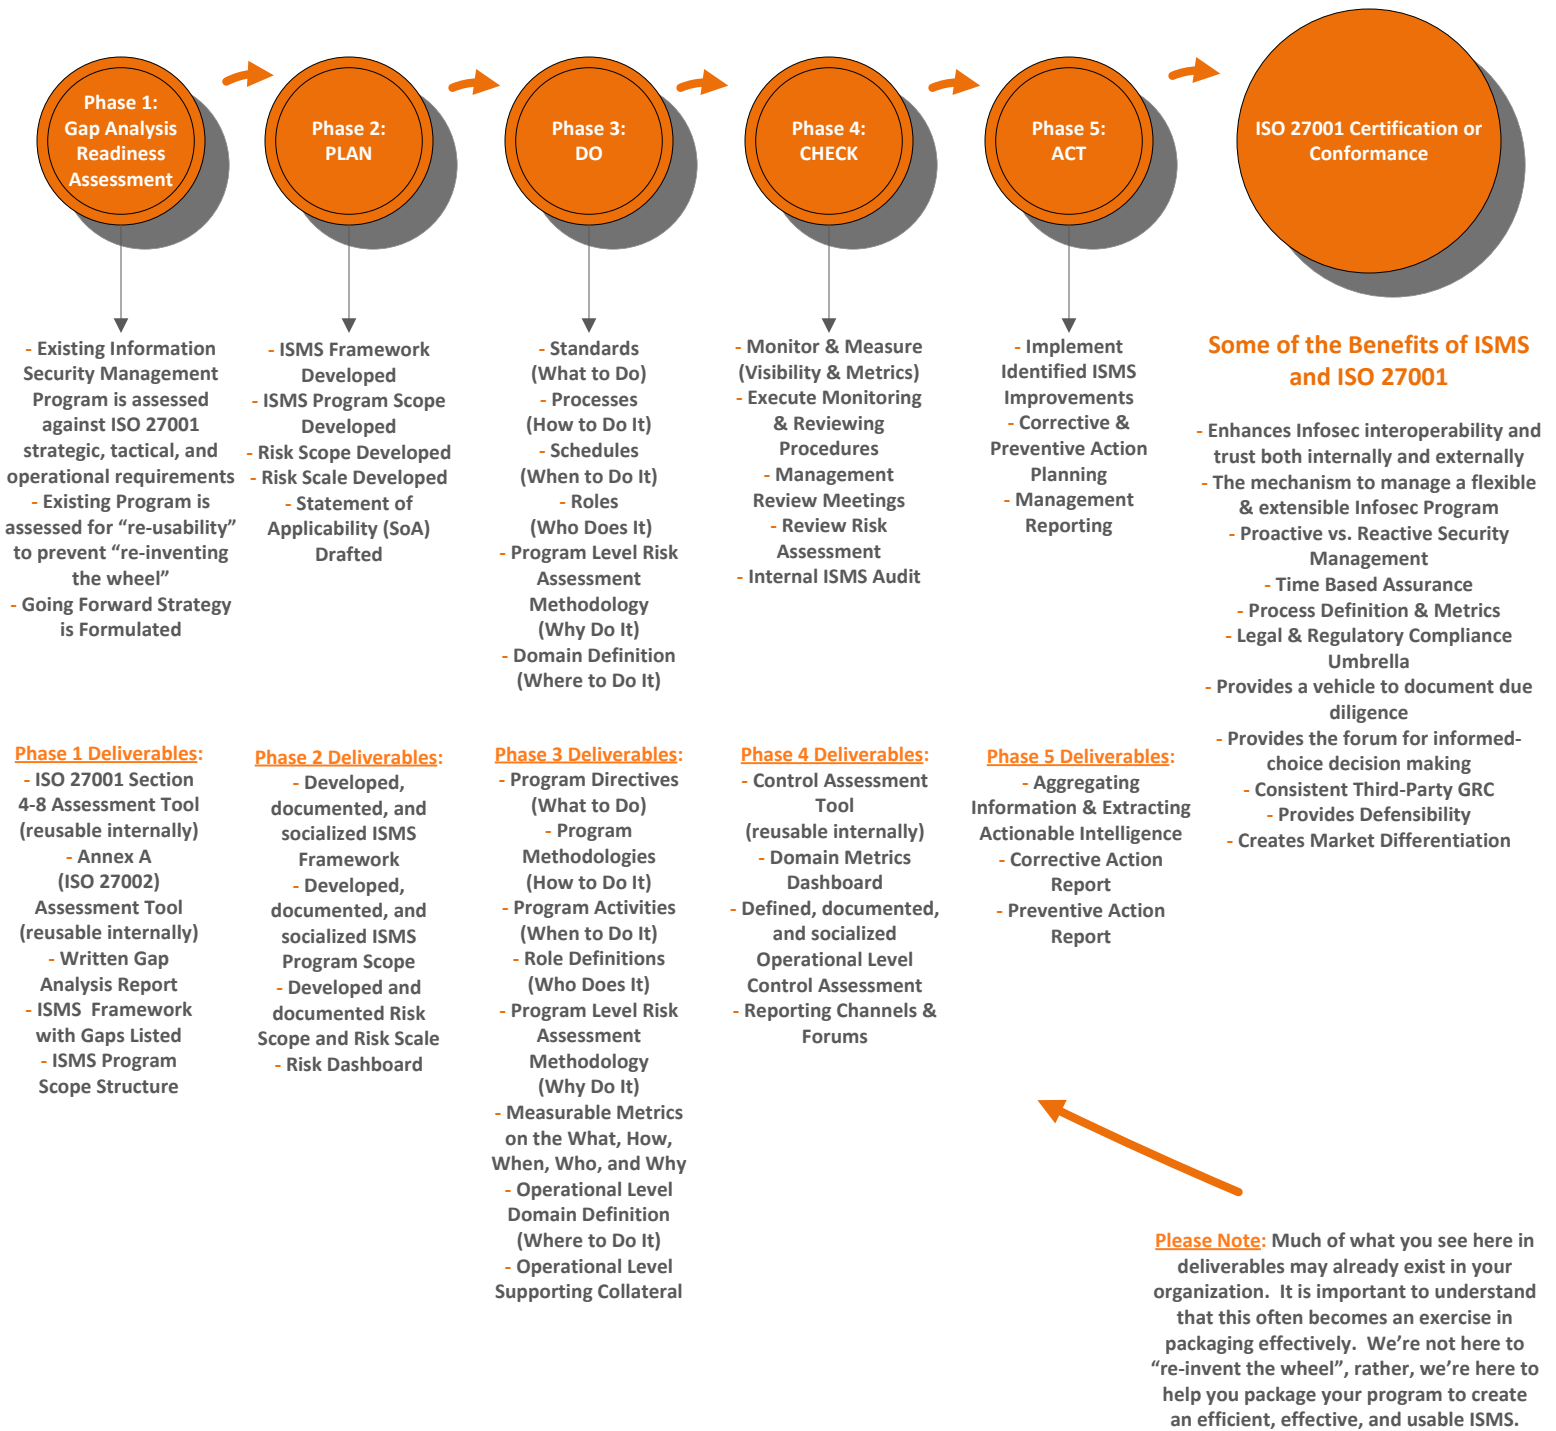 Phase 1:
Gap Analysis
Readiness
Assessment
Phase 2:
PLAN
Phase 3:
DO
Phase 4:
CHECK
Phase 5:
ACT
ISO 27001 Certification or
Conformance
- Existing Information
Security Management
Program is assessed
against ISO 27001
strategic, tactical, and
operational requirements
- Existing Program is
assessed for “re-usability”
to prevent “re-inventing
the wheel”
- Going Forward Strategy
is Formulated
- ISMS Framework
Developed
- ISMS Program Scope
Developed
- Risk Scope Developed
- Risk Scale Developed
- Statement of
Applicability (SoA)
Drafted
- Standards
(What to Do)
- Processes
(How to Do It)
- Schedules
(When to Do It)
- Roles
(Who Does It)
- Program Level Risk
Assessment
Methodology
(Why Do It)
- Domain Definition
(Where to Do It)
- Monitor & Measure
(Visibility & Metrics)
- Execute Monitoring
& Reviewing
Procedures
- Management
Review Meetings
- Review Risk
Assessment
- Internal ISMS Audit
- Implement
Identified ISMS
Improvements
- Corrective &
Preventive Action
Planning
- Management
Reporting
Some of the Benefits of ISMS
and ISO 27001
- Enhances Infosec interoperability and
trust both internally and externally
- The mechanism to manage a flexible
& extensible Infosec Program
- Proactive vs. Reactive Security
Management
- Time Based Assurance
- Process Definition & Metrics
- Legal & Regulatory Compliance
Umbrella
- Provides a vehicle to document due
diligence
- Provides the forum for informed-
choice decision making
- Consistent Third-Party GRC
- Provides Defensibility
- Creates Market Differentiation
Phase 1 Deliverables:
- ISO 27001 Section
4-8 Assessment Tool
(reusable internally)
- Annex A
(ISO 27002)
Assessment Tool
(reusable internally)
- Written Gap
Analysis Report
- ISMS  Framework
with Gaps Listed
- ISMS Program
Scope Structure
Phase 2 Deliverables:
- Developed,
documented, and
socialized ISMS
Framework
- Developed,
documented, and
socialized ISMS
Program Scope
- Developed and
documented Risk
Scope and Risk Scale
- Risk Dashboard
Phase 3 Deliverables:
- Program Directives
(What to Do)
- Program
Methodologies
(How to Do It)
- Program Activities
(When to Do It)
- Role Definitions
(Who Does It)
- Program Level Risk
Assessment
Methodology
(Why Do It)
- Measurable Metrics
on the What, How,
When, Who, and Why
- Operational Level
Domain Definition
(Where to Do It)
- Operational Level
Supporting Collateral
Phase 4 Deliverables:
- Control Assessment
Tool
(reusable internally)
- Domain Metrics
Dashboard
- Defined, documented,
and socialized
Operational Level
Control Assessment
- Reporting Channels &
Forums
Phase 5 Deliverables:
- Aggregating
Information & Extracting
Actionable Intelligence
- Corrective Action
Report
- Preventive Action
Report
Please Note: Much of what you see here in
deliverables may already exist in your
organization.  It is important to understand
that this often becomes an exercise in
packaging effectively.  We’re not here to
“re-invent the wheel”, rather, we’re here to
help you package your program to create
an efficient, effective, and usable ISMS.